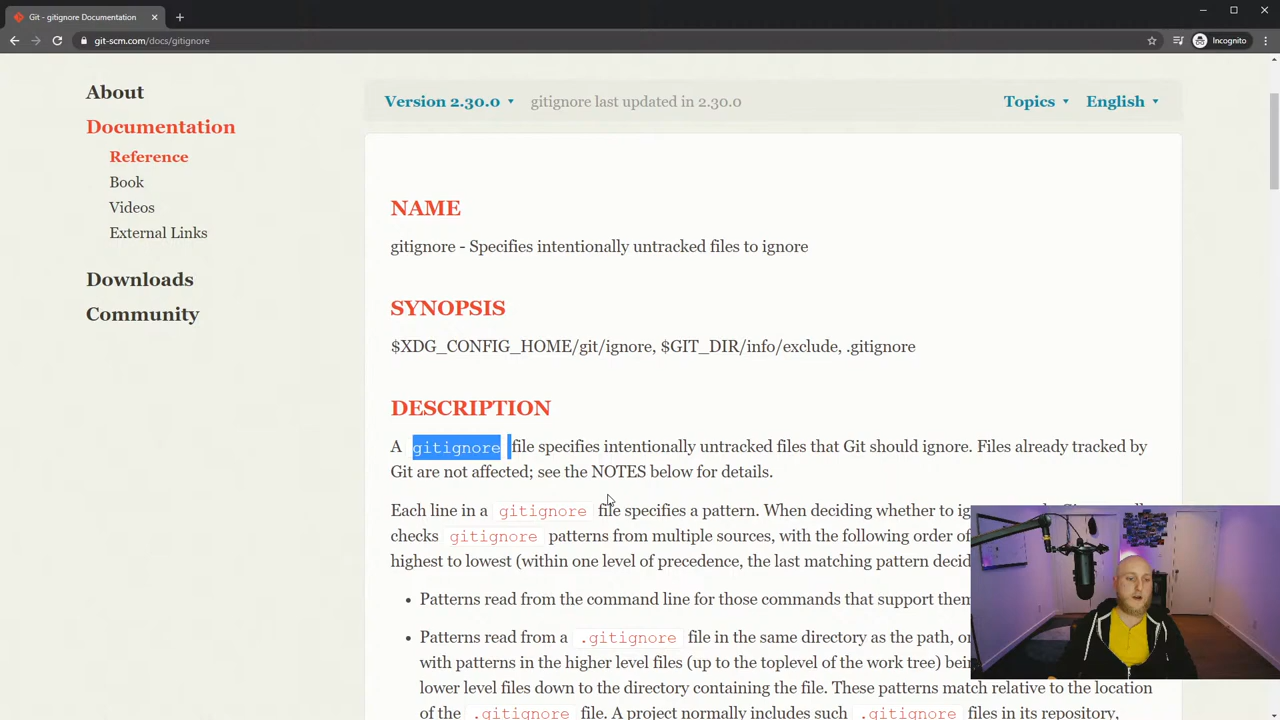 Git - gitignore Documentation
git-scm.com/docs/gitignore
Incognito
About
Documentation
Reference
Book
Videos
External Links
Downloads
Community
Version 2.30.0
gitignore last updated in 2.30.0
Topics
English
NAME
gitignore - Specifies intentionally untracked files to ignore
SYNOPSIS
$XDG_CONFIG_HOME/git/ignore, $GIT_DIR/info/exclude, .gitignore
DESCRIPTION
A gitignore file specifies intentionally untracked files that Git should ignore. Files already tracked by
Git are not affected; see the NOTES below for details.
Each line in a gitignore file specifies a pattern. When deciding whether to
checks gitignore patterns from multiple sources, with the following order of
highest to lowest (within one level of precedence, the last matching pattern
• Patterns read from the command line for those commands that support
• Patterns read from a .gitignore file in the same directory as the path,
with patterns in the higher level files (up to the toplevel of the work tree)
lower level files down to the directory containing the file. These patterns match relative to the location
of the .gitignore file. A project normally includes such .gitignore files in its repository,